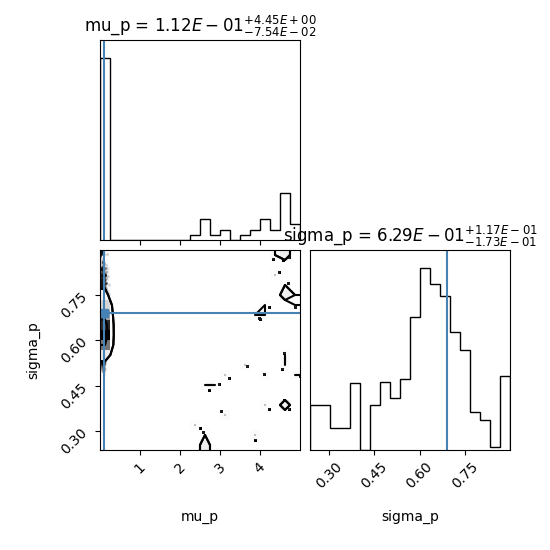 mu_p = 1.12E − 01+4.45E+00 −7.54E−02
sigma_p = 6.29E − 01+1.17E−01 −1.73E−01
sigma_p
0.75
0.60
0.45
0.30
1 2 3 4
0.30 0.45 0.60 0.75
mu_p
sigma_p